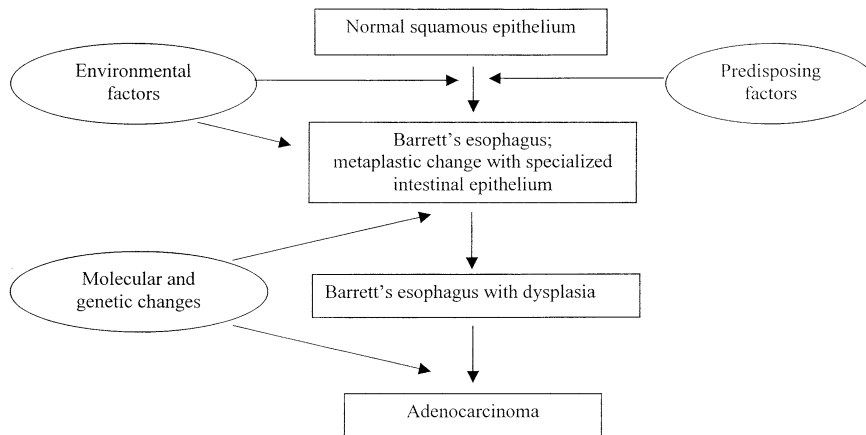 Normal squamous epithelium
Environmental
factors
Predisposing
factors
Barrett's esophagus;
metaplastic change with specialized
intestinal epithelium
Molecular and
genetic changes
Barrett's esophagus with dysplasia
Adenocarcinoma